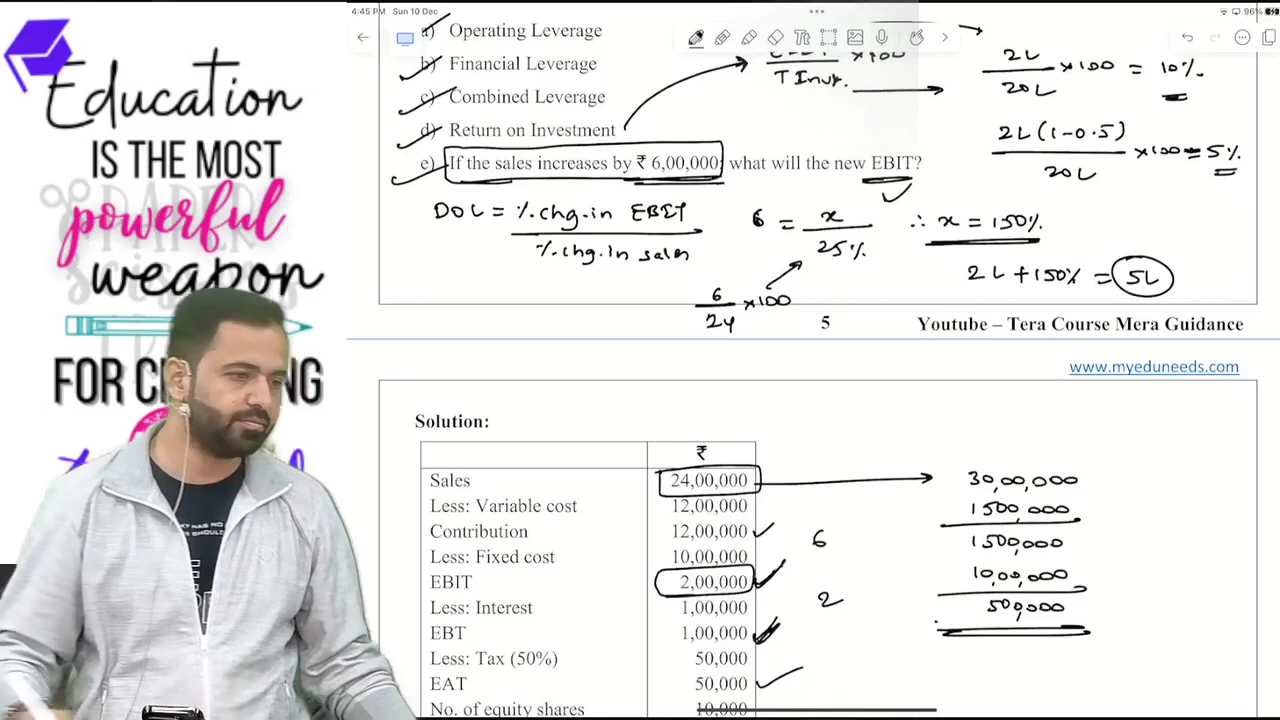 4:45 PM Sun 10 Dec
96%
Education
IS THE MOST
powerful
weapon
FOR
a) Operating Leverage
b) Financial Leverage
c) Combined Leverage
d) Return on Investment
e) If the sales increases by ₹ 6,00,000; what will the new EBIT?
×100
T Invt.
2L/20L ×100 = 10%
2L(1-0.5)/20L ×100 = 5%
DOL = %.chg.in EBIT / %.chg.in sales
6 = x/25% ∴ x = 150%
2L + 150% = 5L
6/24 ×100
5
Youtube – Tera Course Mera Guidance
www.myeduneeds.com
Solution:
₹
Sales 24,00,000 30,00,000
Less: Variable cost 12,00,000 1500,000
Contribution 12,00,000 6 1500,000
Less: Fixed cost 10,00,000 10,00,000
EBIT 2,00,000
Less: Interest 1,00,000 2 500,000
EBT 1,00,000
Less: Tax (50%) 50,000
EAT 50,000
No. of equity shares 10,000